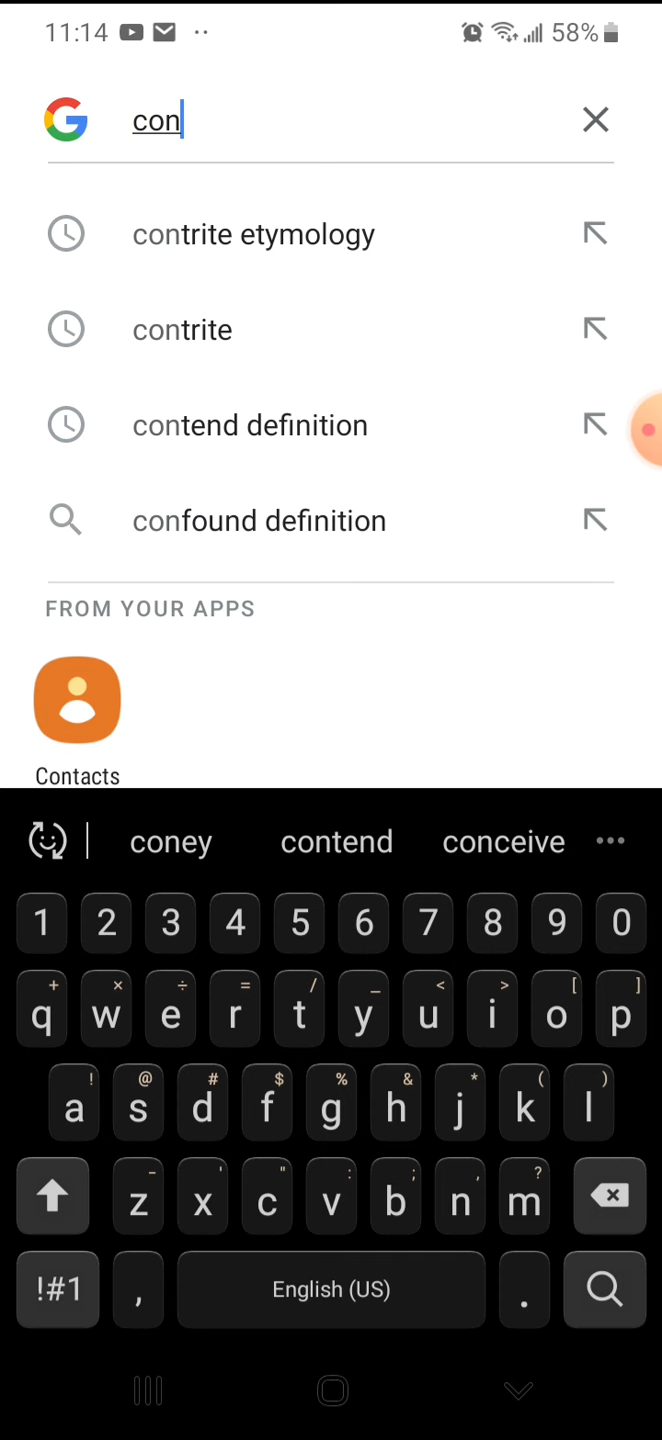 11:14 58%
con
contrite etymology
contrite
contend definition
confound definition
FROM YOUR APPS
Contacts
coney contend conceive
1 2 3 4 5 6 7 8 9 0
+ × ÷ = / _ < > [ ]
q w e r t y u i o p
! @ # $ % & * ( )
a s d f g h j k l
- ' " : ; , ?
z x c v b n m
!#1 , English (US) .